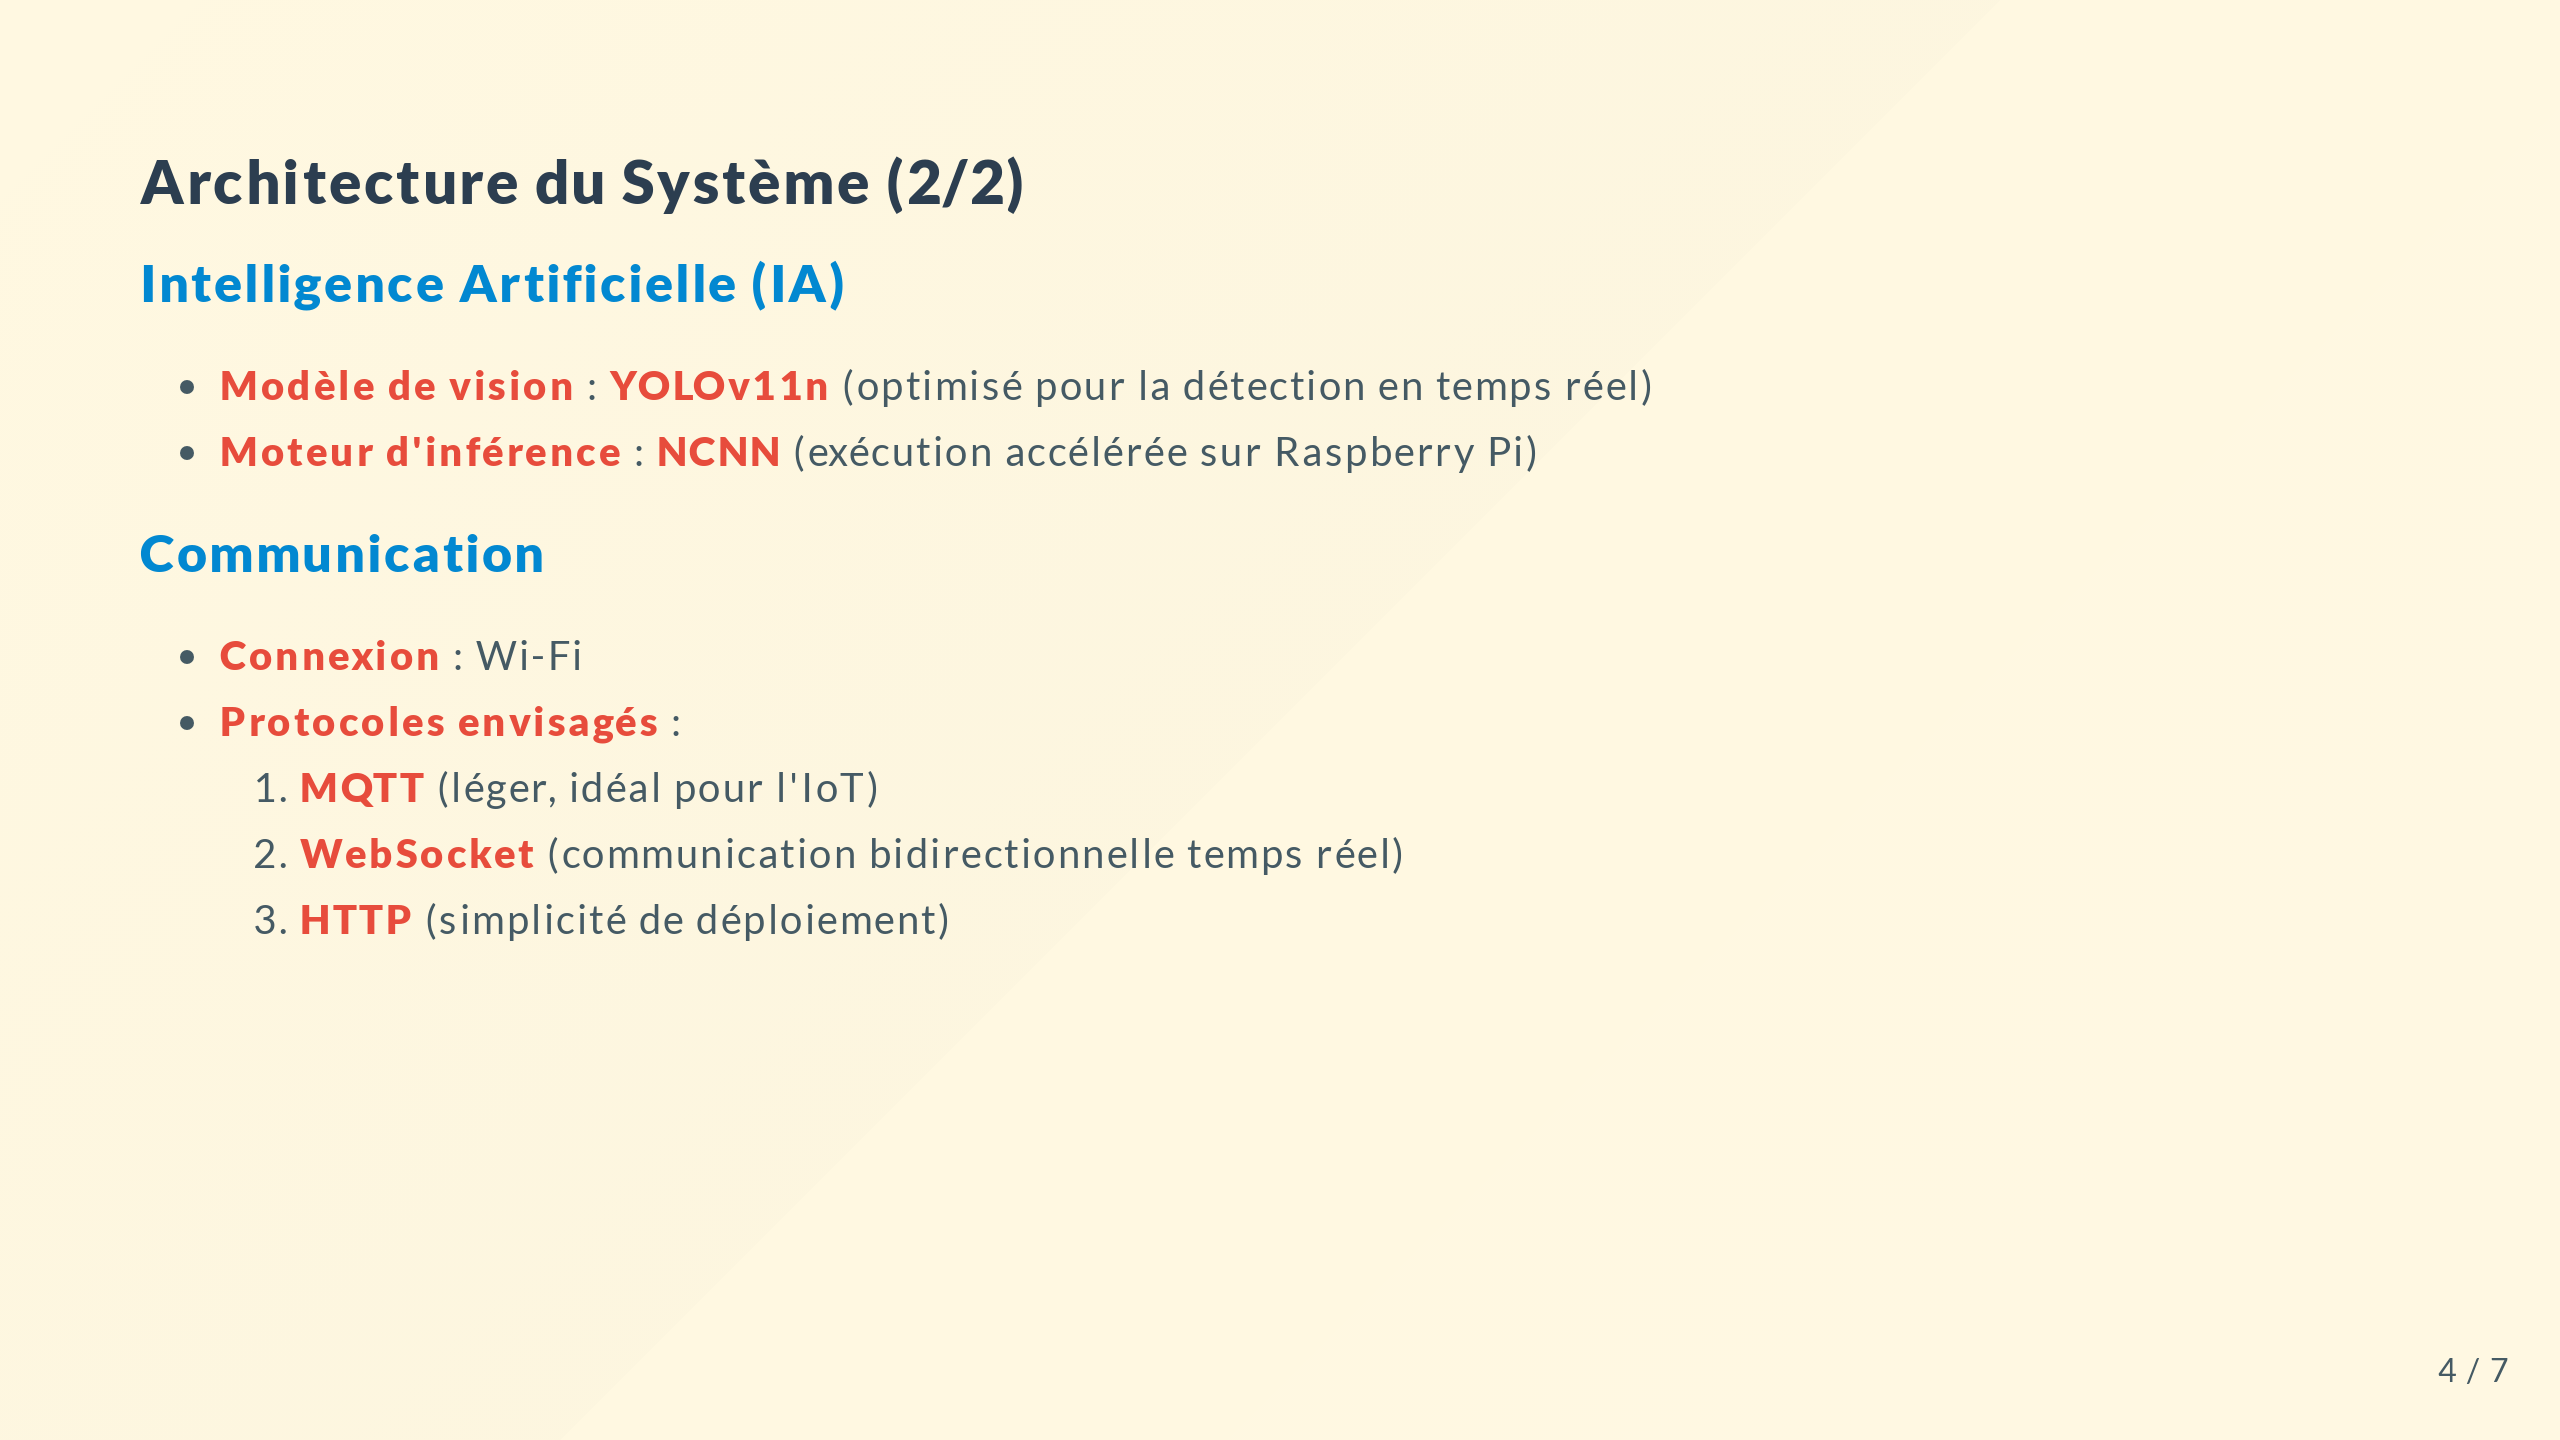 Architecture du Système (2/2)
Intelligence Artificielle (IA)
• Modèle de vision : YOLOv11n (optimisé pour la détection en temps réel)
• Moteur d'inférence : NCNN (exécution accélérée sur Raspberry Pi)
Communication
• Connexion : Wi-Fi
• Protocoles envisagés :
1. MQTT (léger, idéal pour l'IoT)
2. WebSocket (communication bidirectionnelle temps réel)
3. HTTP (simplicité de déploiement)
4 / 7